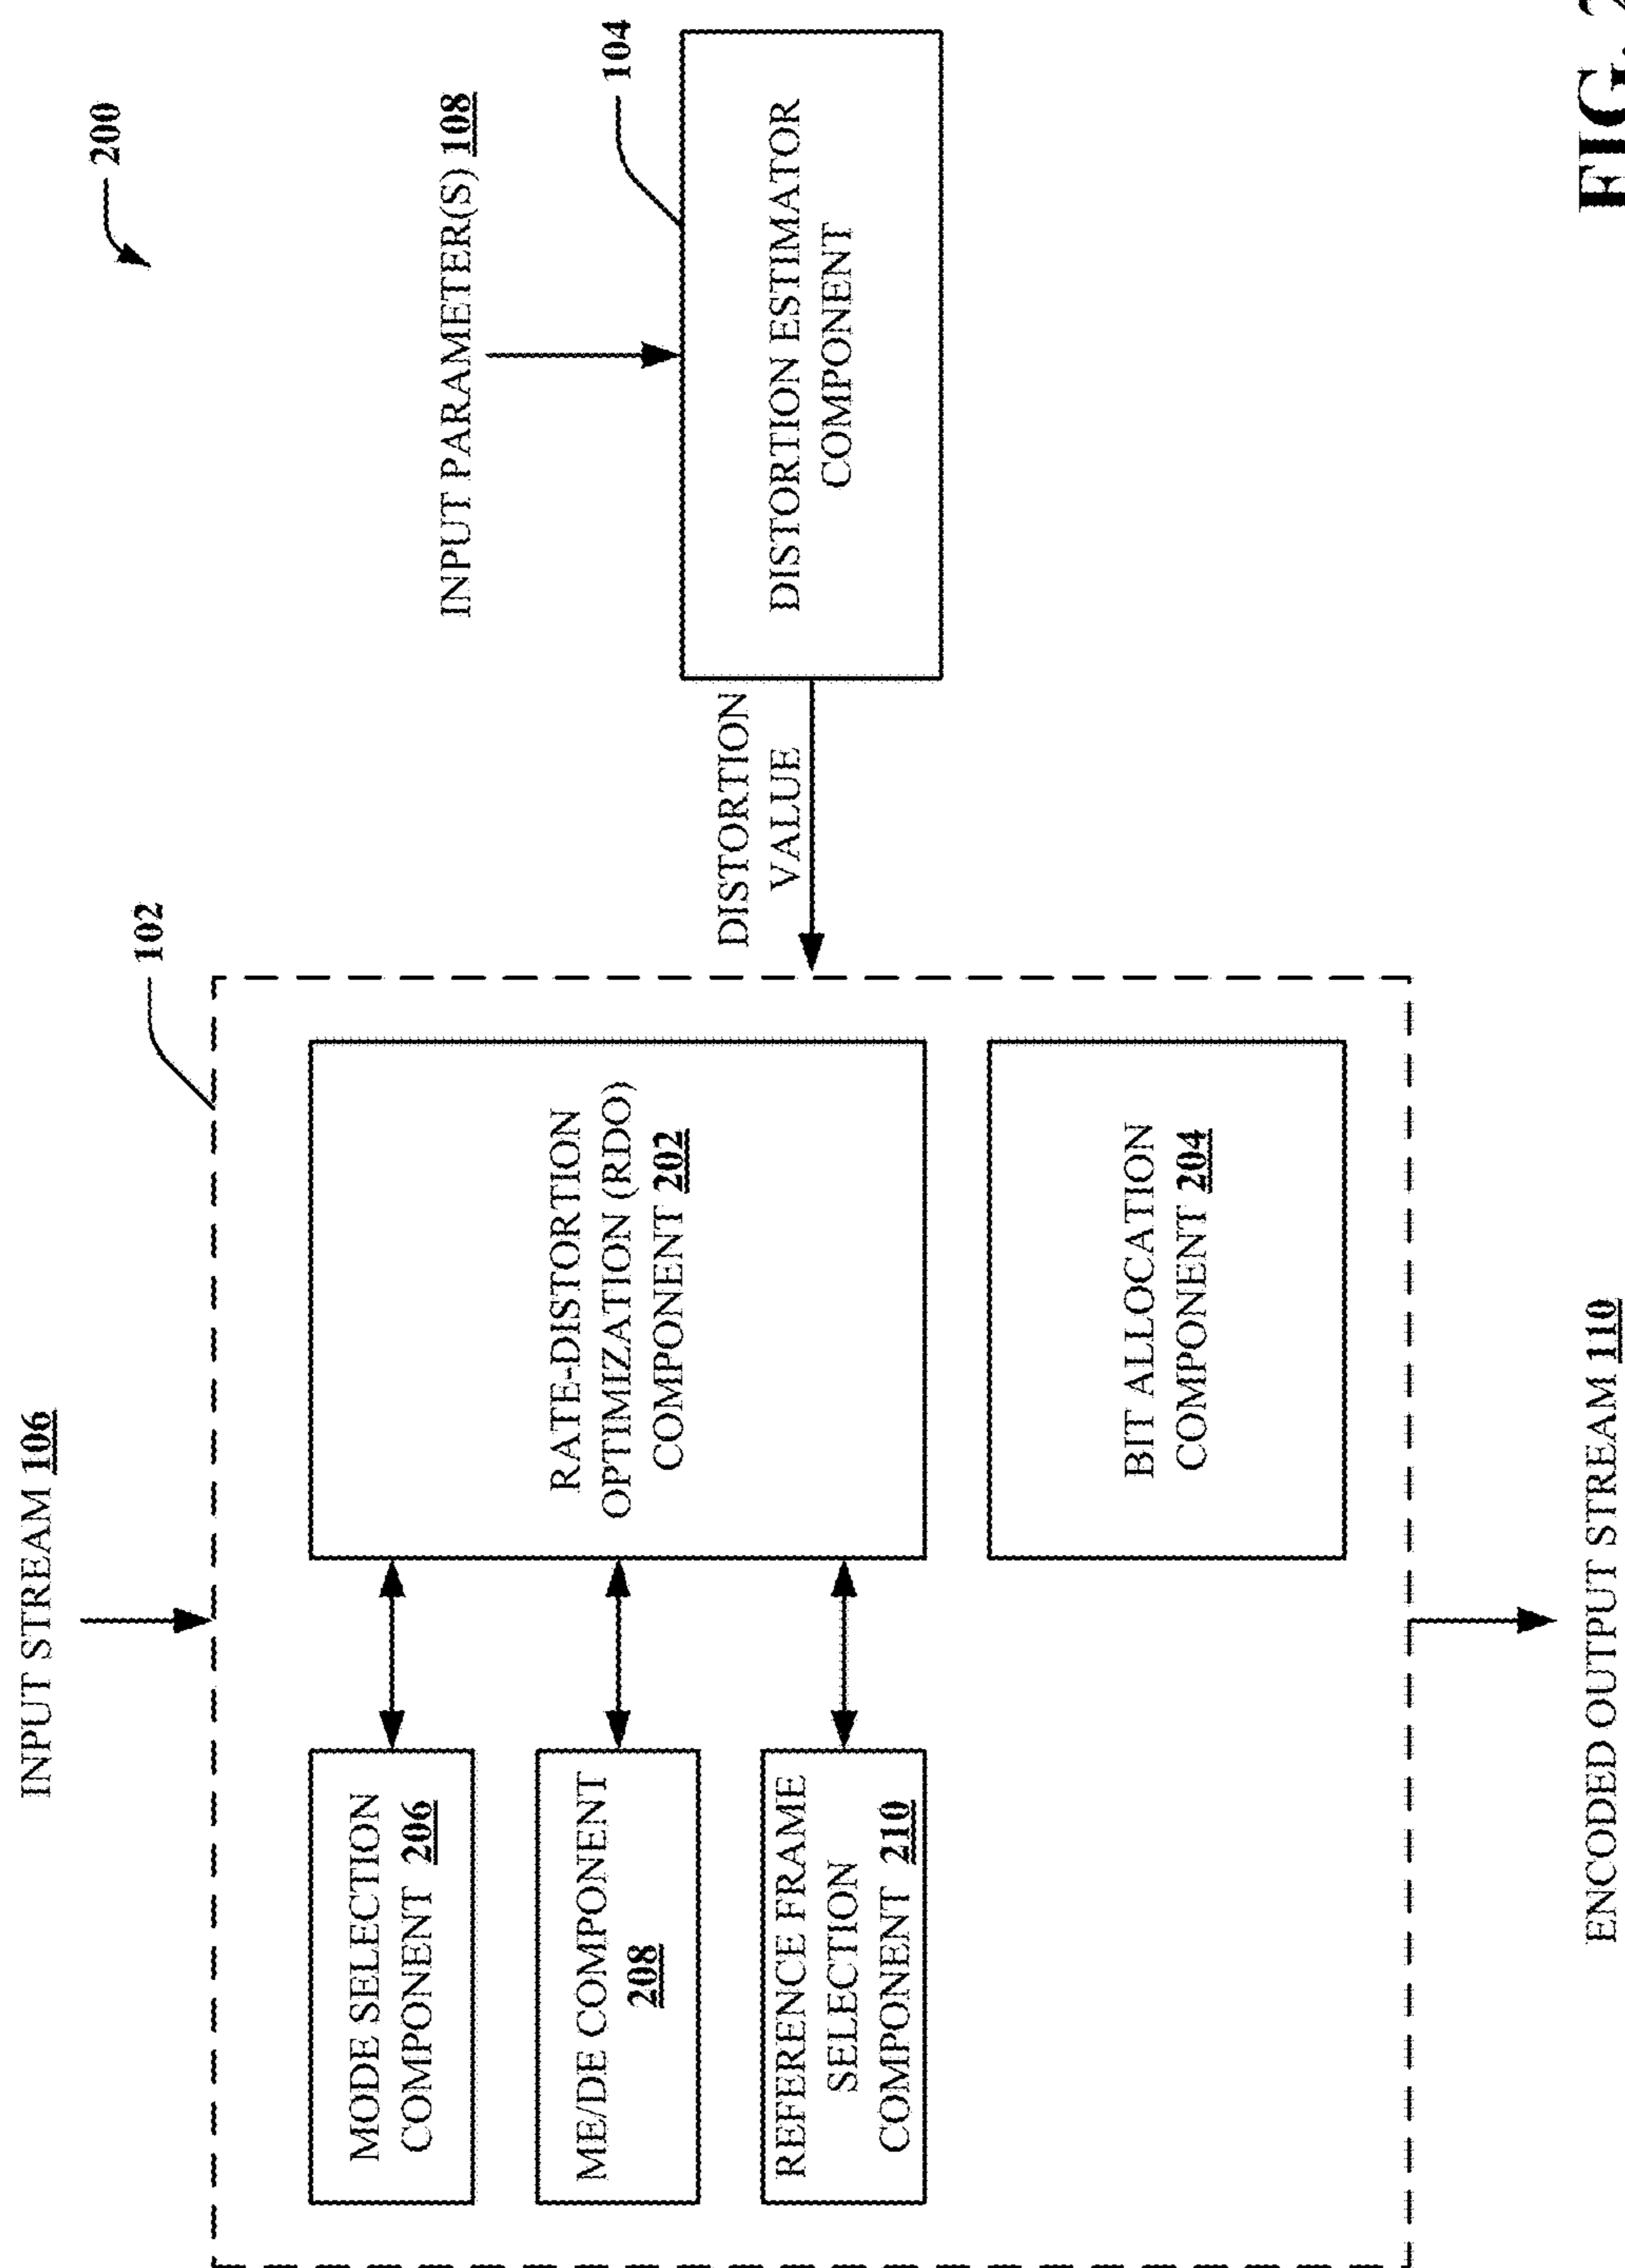 200
INPUT STREAM 106
102
INPUT PARAMETER(S) 108
104
MODE SELECTION
COMPONENT 206
ME/DE COMPONENT
208
REFERENCE FRAME
SELECTION
COMPONENT 210
RATE-DISTORTION
OPTIMIZATION (RDO)
COMPONENT 202
BIT ALLOCATION
COMPONENT 204
DISTORTION
VALUE
DISTORTION ESTIMATOR
COMPONENT
ENCODED OUTPUT STREAM 110
FIG. 2